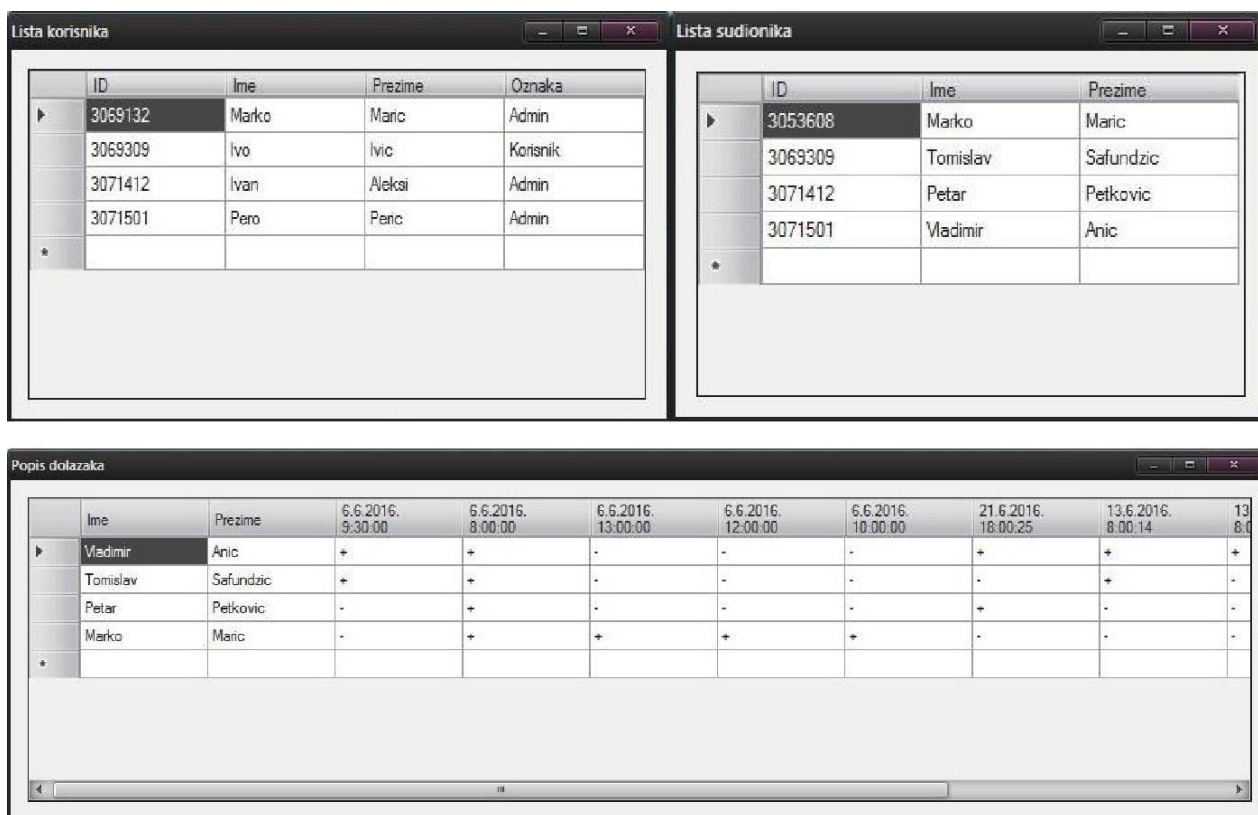 Lista korisnika
ID Ime Prezime Oznaka
3069132 Marko Maric Admin
3069309 Ivo Ivic Korisnik
3071412 Ivan Aleksi Admin
3071501 Pero Peric Admin
Lista sudionika
ID Ime Prezime
3053608 Marko Maric
3069309 Tomislav Safundzic
3071412 Petar Petkovic
3071501 Vladimir Anic
Popis dolazaka
Ime Prezime 6.6.2016. 9:30:00 6.6.2016. 8:00:00 6.6.2016. 13:00:00 6.6.2016. 12:00:00 6.6.2016. 10:00:00 21.6.2016. 18:00:25 13.6.2016. 8:00:14 13
Vladimir Anic + + - - - + + +
Tomislav Safundzic + + - - - - + -
Petar Petkovic - + - - - + - -
Marko Maric - + + + + - - -